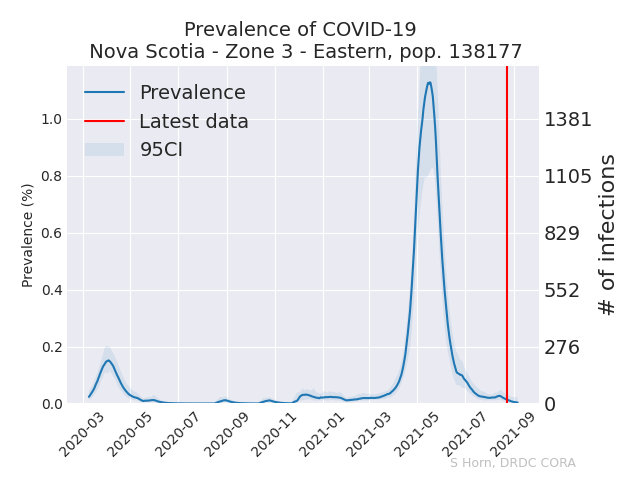 Prevalence of COVID-19
Nova Scotia - Zone 3 - Eastern, pop. 138177
Prevalence
Latest data
95CI
Prevalence (%)
1.0
0.8
0.6
0.4
0.2
0.0
1381
1105
829
552
276
0
# of infections
2020-03
2020-05
2020-07
2020-09
2020-11
2021-01
2021-03
2021-05
2021-07
2021-09
S Horn, DRDC CORA